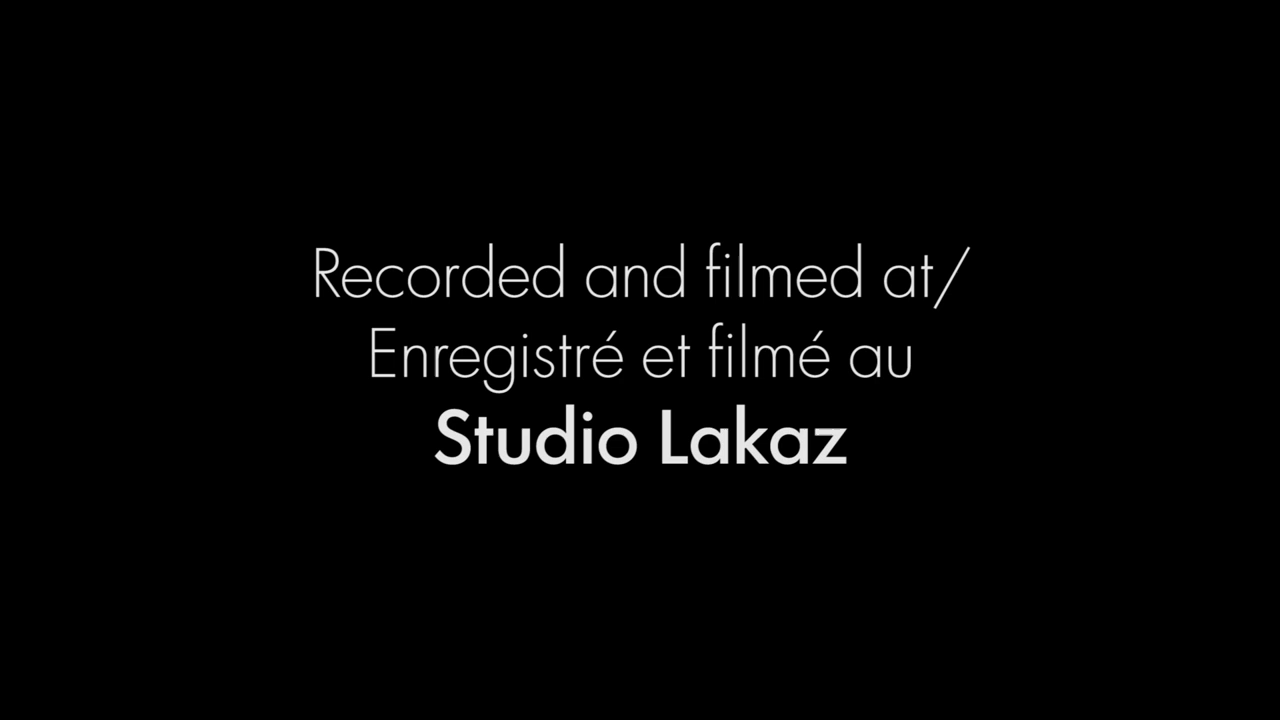 Recorded and filmed at/
Enregistré et filmé au
Studio Lakaz